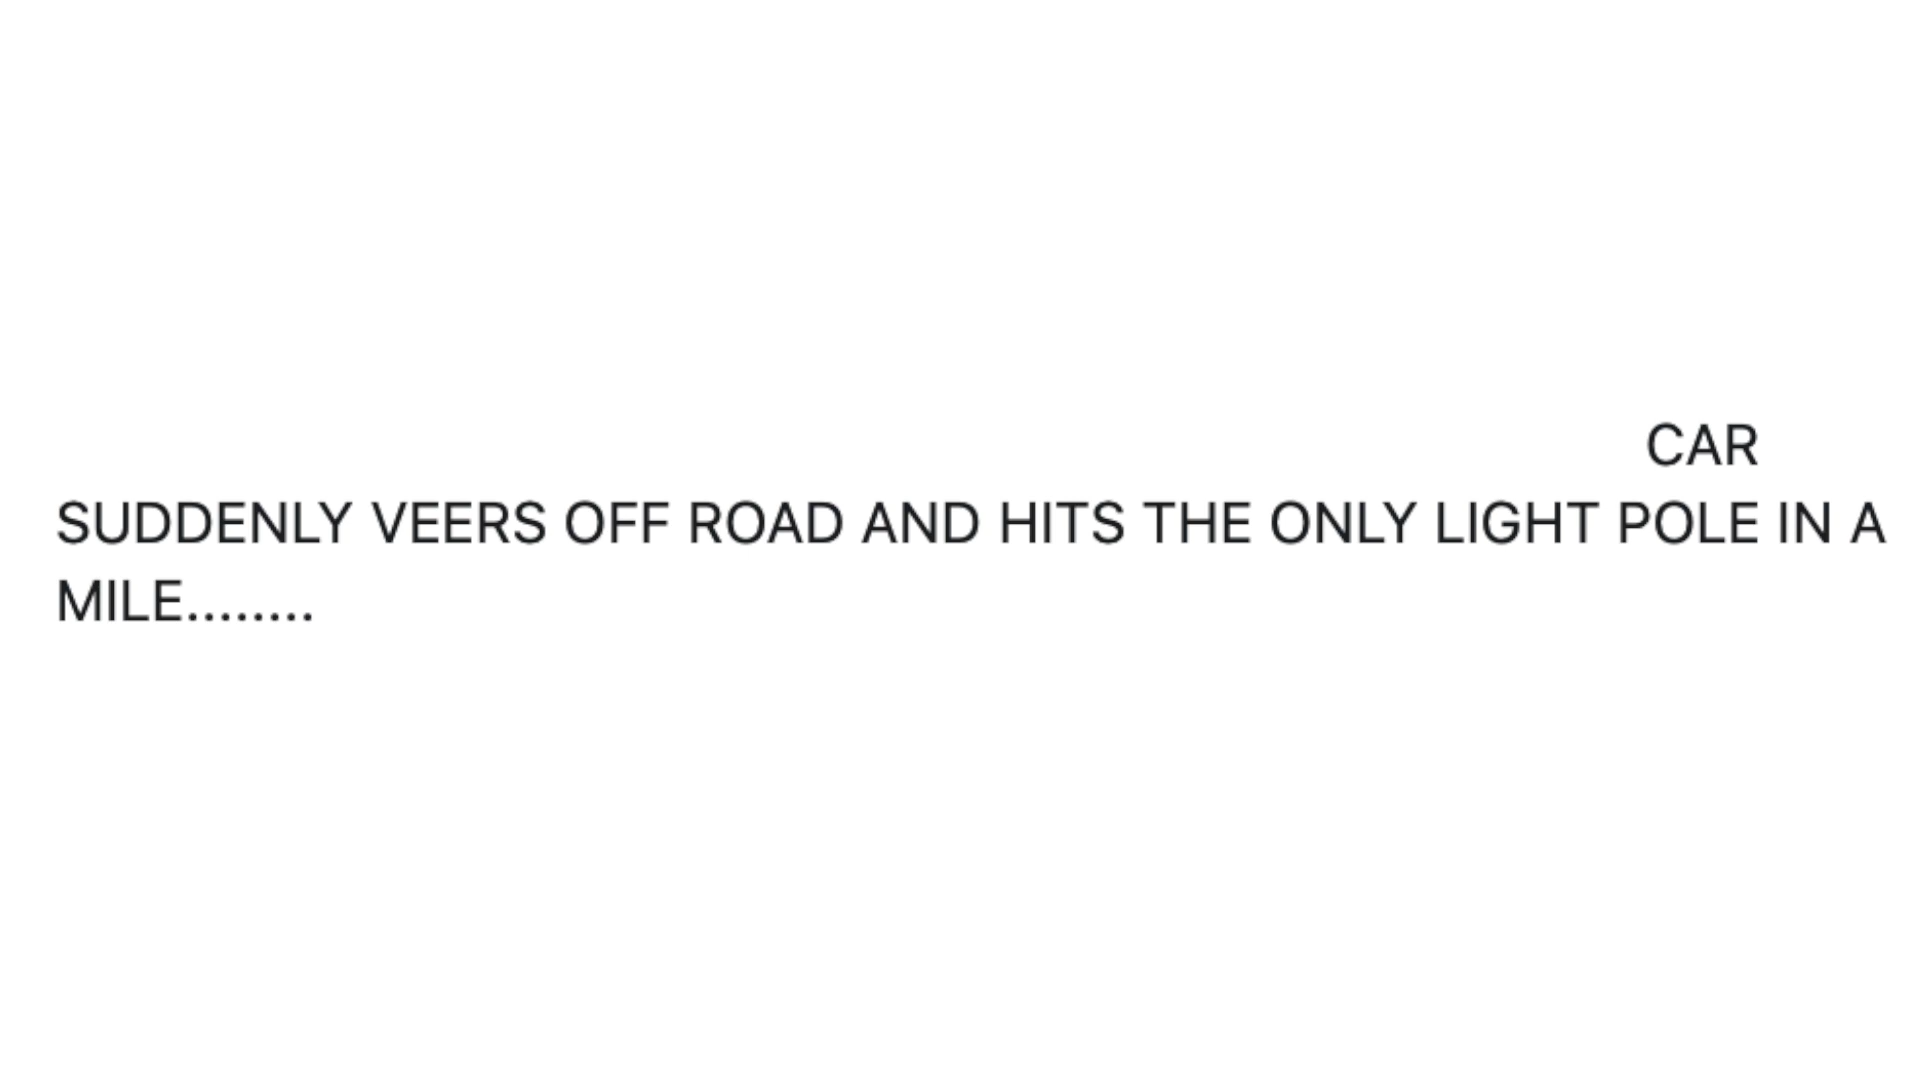 CAR
SUDDENLY VEERS OFF ROAD AND HITS THE ONLY LIGHT POLE IN A
MILE........